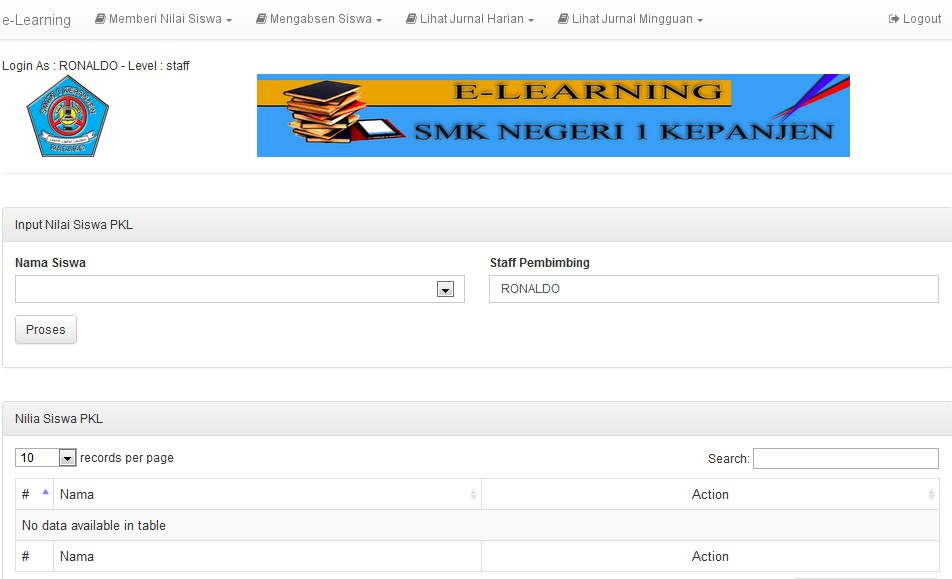 e-Learning Memberi Nilai Siswa Mengabsen Siswa Lihat Jurnal Harian Lihat Jurnal Mingguan Logout
Login As : RONALDO - Level : staff
E-LEARNING
SMK NEGERI 1 KEPANJEN
Input Nilai Siswa PKL
Nama Siswa Staff Pembimbing
RONALDO
Proses
Nilia Siswa PKL
10 records per page Search:
# Nama Action
No data available in table
# Nama Action